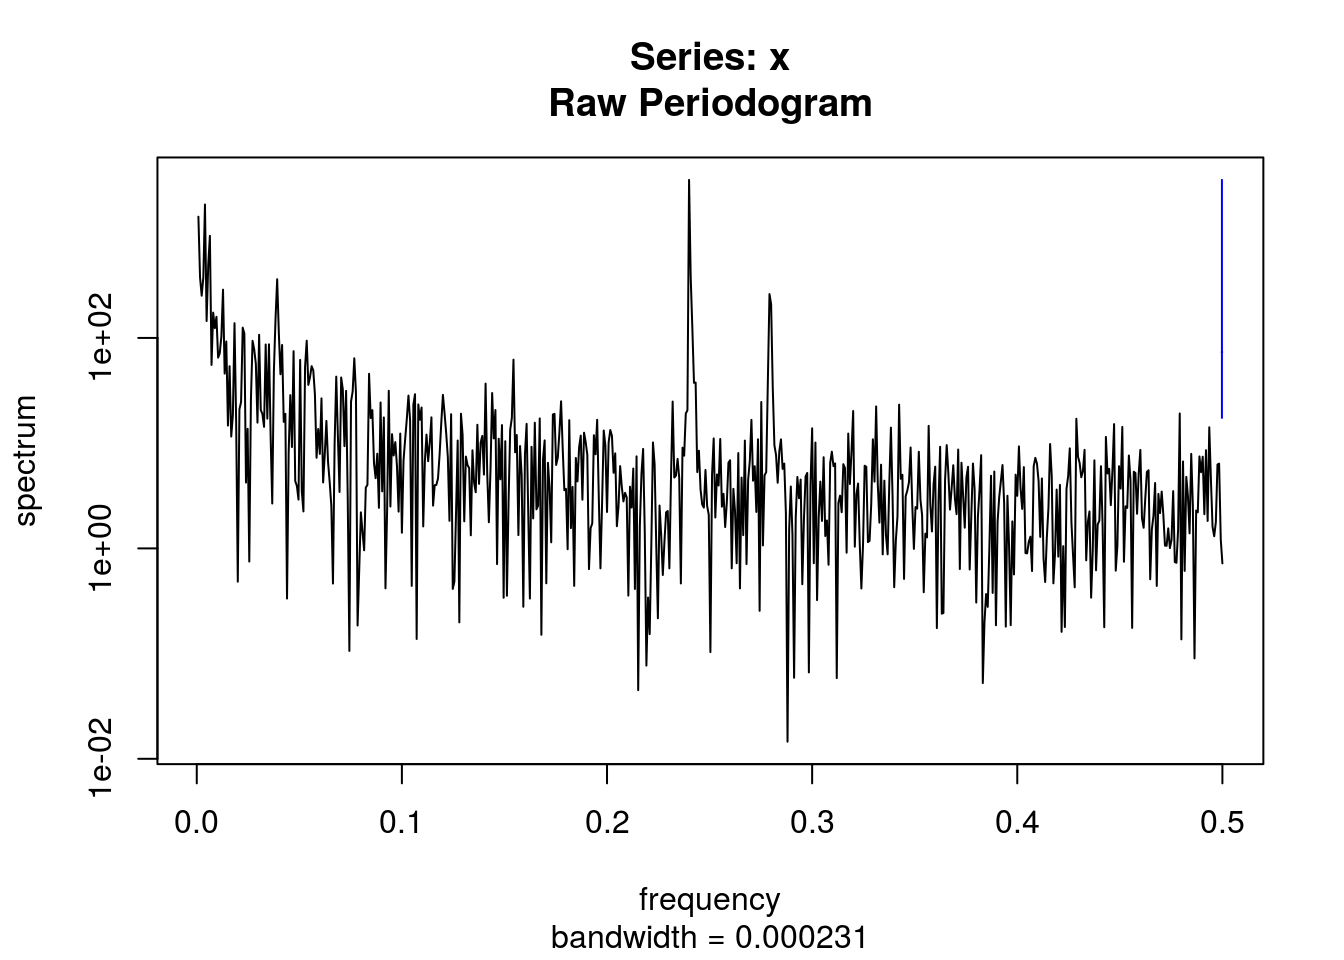 Series: x
Raw Periodogram
spectrum
1e+02
1e+00
1e-02
0.0 0.1 0.2 0.3 0.4 0.5
frequency
bandwidth = 0.000231